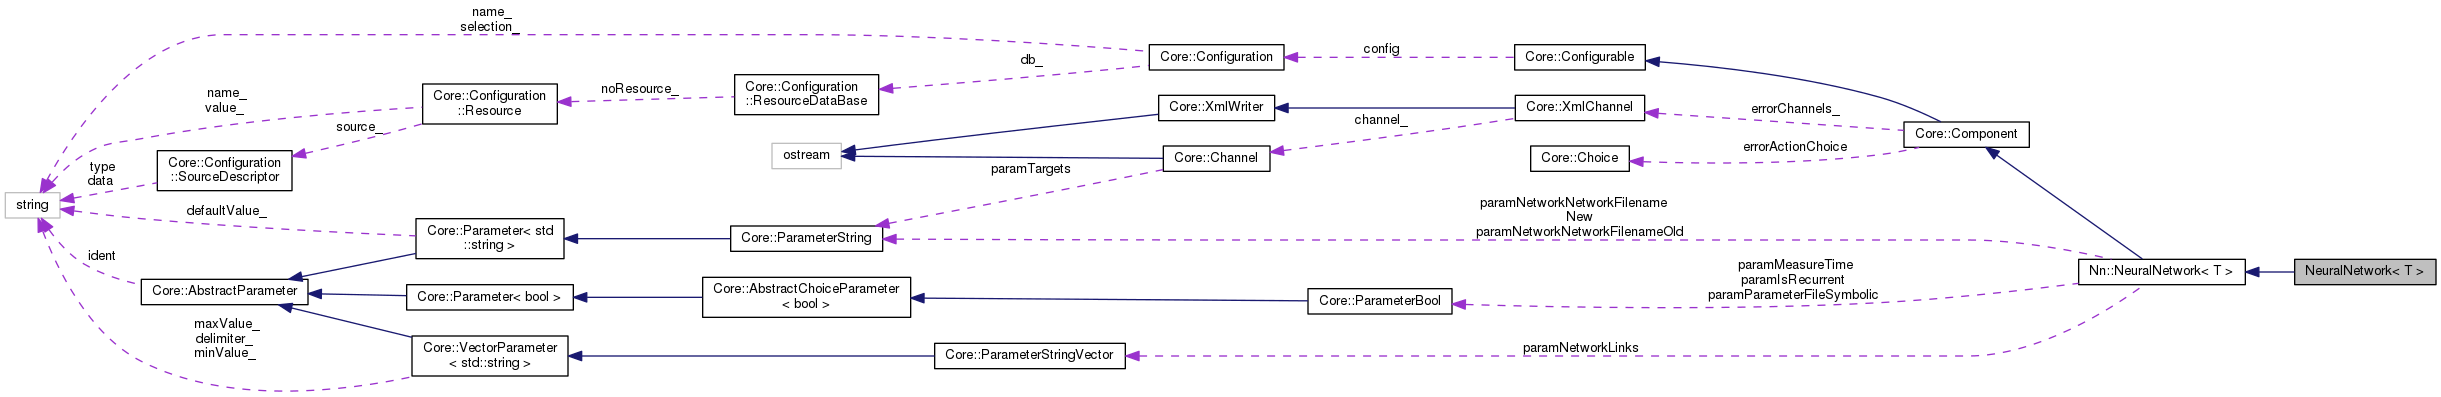 name_
selection_
Core::Configuration
config
Core::Configurable
db_
Core::Configuration
::ResourceDataBase
noResource_
Core::Configuration
::Resource
name_
value_
source_
Core::XmlWriter
Core::XmlChannel
errorChannels_
channel_
Core::Component
ostream
Core::Channel
Core::Choice
errorActionChoice
Core::Configuration
::SourceDescriptor
type
data
paramTargets
string
defaultValue_
Core::Parameter< std
::string >
Core::ParameterString
paramNetworkNetworkFilename
New
paramNetworkNetworkFilenameOld
ident
Core::AbstractParameter
Core::Parameter< bool >
Core::AbstractChoiceParameter
< bool >
Core::ParameterBool
paramMeasureTime
paramIsRecurrent
paramParameterFileSymbolic
Nn::NeuralNetwork< T >
NeuralNetwork< T >
maxValue_
delimiter_
minValue_
Core::VectorParameter
< std::string >
Core::ParameterStringVector
paramNetworkLinks